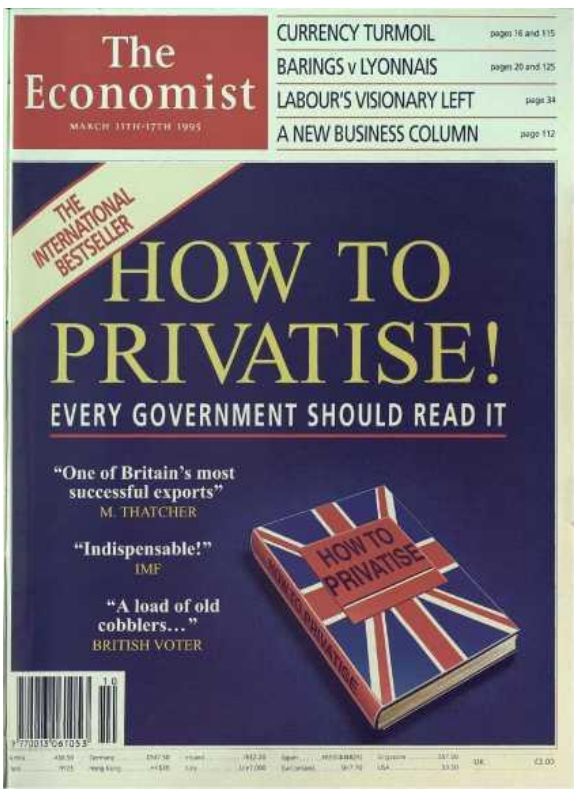 The
Economist
MARCH 11TH-17TH 1995
CURRENCY TURMOIL pages 16 and 115
BARINGS v LYONNAIS pages 20 and 125
LABOUR'S VISIONARY LEFT page 34
A NEW BUSINESS COLUMN page 112
THE
INTERNATIONAL
BESTSELLER
HOW TO
PRIVATISE!
EVERY GOVERNMENT SHOULD READ IT
“One of Britain's most
successful exports”
M. THATCHER
“Indispensable!”
IMF
“A load of old
cobblers...”
BRITISH VOTER
HOW TO
PRIVATISE
HOW TO PRIVATISE
10
9 770013 061053
Germany
Japan
Singapore
UK £2.00
Hong Kong
Italy
Switzerland
USA